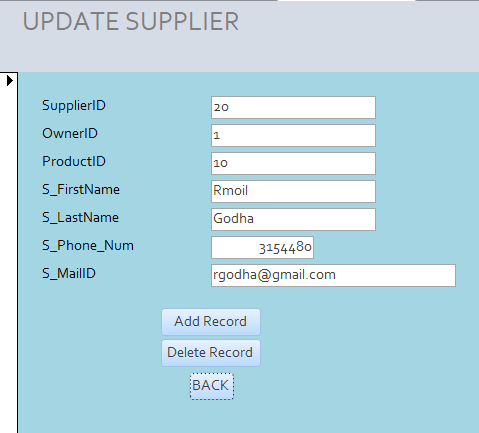 UPDATE SUPPLIER
SupplierID 20
OwnerID 1
ProductID 10
S_FirstName Rmoil
S_LastName Godha
S_Phone_Num 3154480
S_MailID rgodha@gmail.com
Add Record
Delete Record
BACK